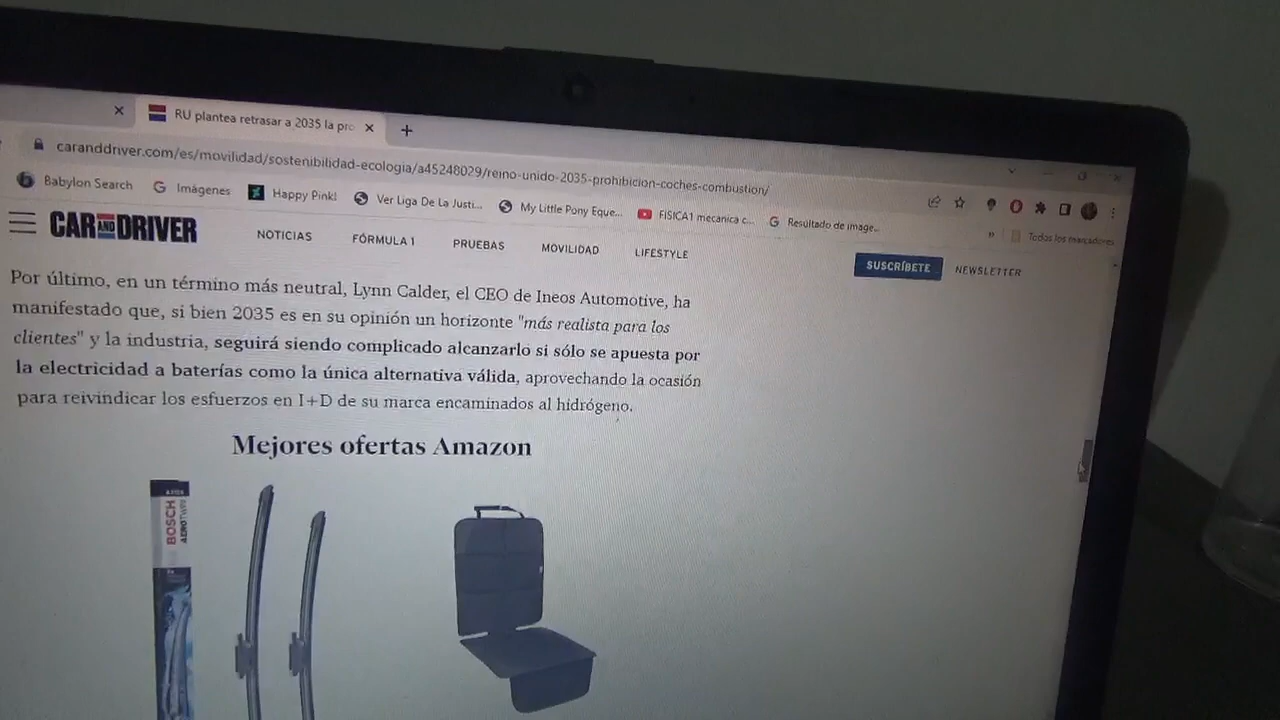 RU plantea retrasar a 2035 la pro
caranddriver.com/es/movilidad/sostenibilidad-ecologia/a45248029/reino-unido-2035-prohibicion-coches-combustion/
Babylon Search Imágenes Happy Pink! Ver Liga De La Justi... My Little Pony Eque... FISICA1 mecanica c... Resultado de image... » Todos los marcadores
CAR AND DRIVER NOTICIAS FÓRMULA 1 PRUEBAS MOVILIDAD LIFESTYLE SUSCRÍBETE NEWSLETTER
Por último, en un término más neutral, Lynn Calder, el CEO de Ineos Automotive, ha
manifestado que, si bien 2035 es en su opinión un horizonte "más realista para los
clientes" y la industria, seguirá siendo complicado alcanzarlo si sólo se apuesta por
la electricidad a baterías como la única alternativa válida, aprovechando la ocasión
para reivindicar los esfuerzos en I+D de su marca encaminados al hidrógeno.
Mejores ofertas Amazon
BOSCH
AEROTWIN